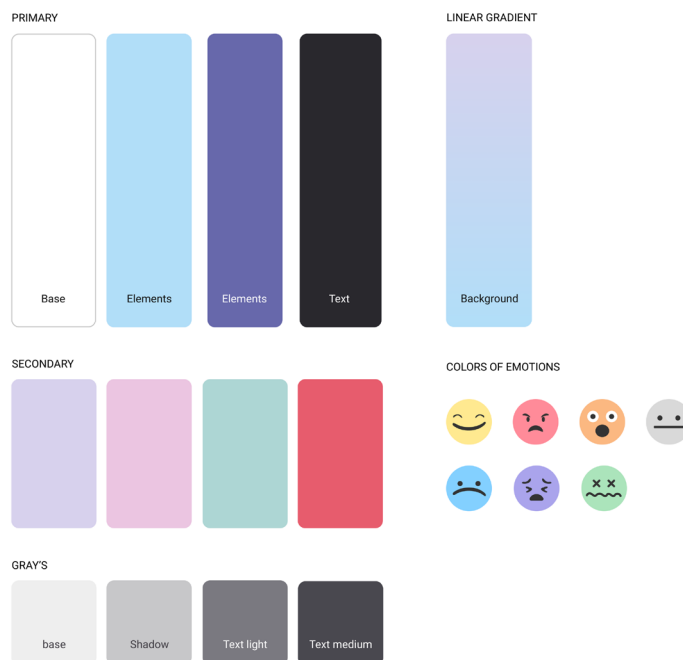 PRIMARY
Base
Elements
Elements
Text
LINEAR GRADIENT
Background
SECONDARY
COLORS OF EMOTIONS
GRAY'S
base
Shadow
Text light
Text medium